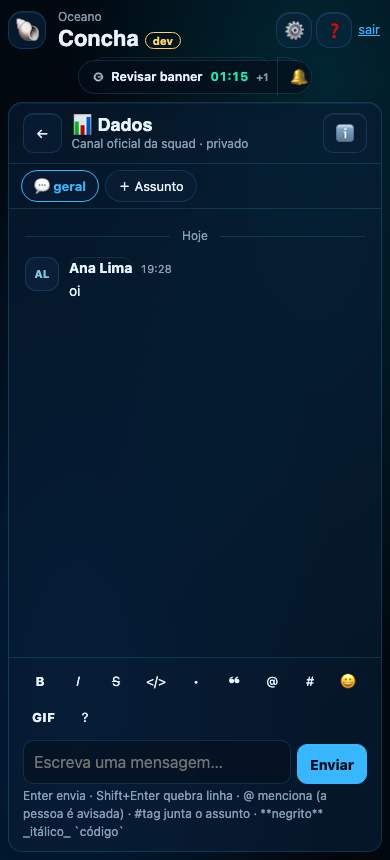 Oceano
Concha dev
sair
Revisar banner 01:15 +1
Dados
Canal oficial da squad · privado
geral
+ Assunto
Hoje
AL
Ana Lima 19:28
oi
B I S </> • ❝ @ #
GIF ?
Escreva uma mensagem...
Enviar
Enter envia · Shift+Enter quebra linha · @ menciona (a
pessoa é avisada) · #tag junta o assunto · **negrito**
_itálico_ `código`